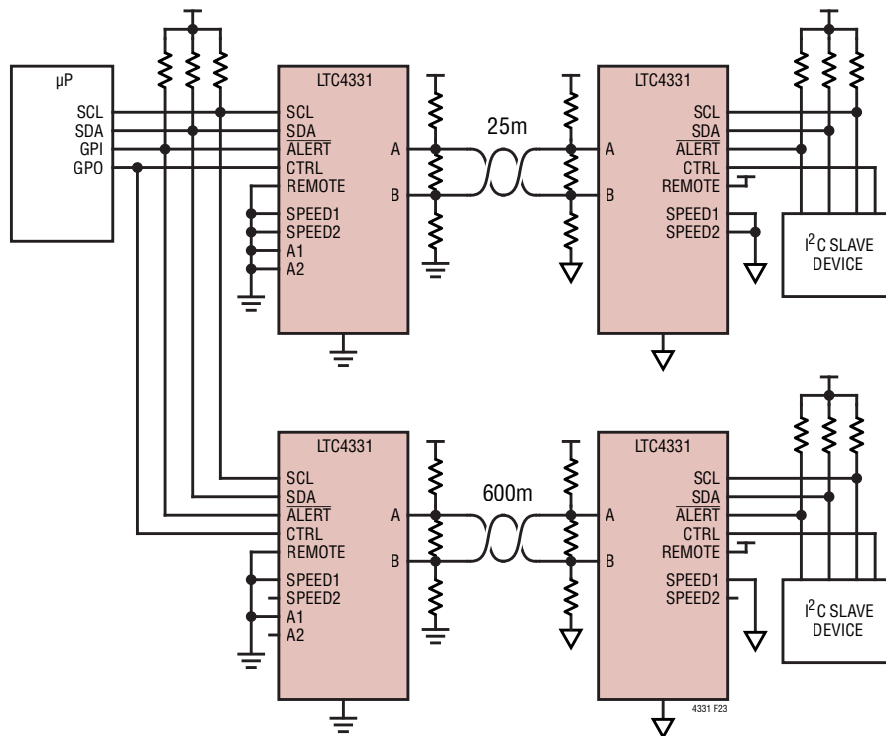 µP
SCL
SDA
GPI
GPO
LTC4331
SCL
SDA
ALERT
CTRL
REMOTE
SPEED1
SPEED2
A1
A2
A
B
25m
LTC4331
A
B
SCL
SDA
ALERT
CTRL
REMOTE
SPEED1
SPEED2
I²C SLAVE
DEVICE
LTC4331
SCL
SDA
ALERT
CTRL
REMOTE
SPEED1
SPEED2
A1
A2
A
B
600m
LTC4331
A
B
SCL
SDA
ALERT
CTRL
REMOTE
SPEED1
SPEED2
I²C SLAVE
DEVICE
4331 F23